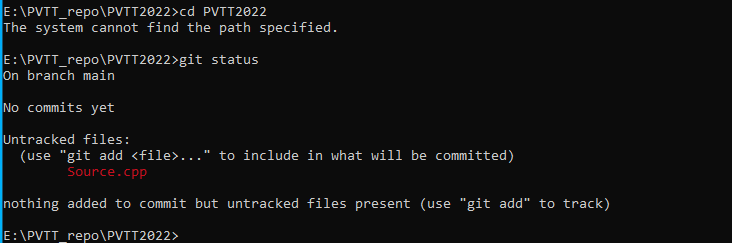 E:\PVTT_repo\PVTT2022>cd PVTT2022
The system cannot find the path specified.
E:\PVTT_repo\PVTT2022>git status
On branch main
No commits yet
Untracked files:
(use "git add <file>..." to include in what will be committed)
Source.cpp
nothing added to commit but untracked files present (use "git add" to track)
E:\PVTT_repo\PVTT2022>